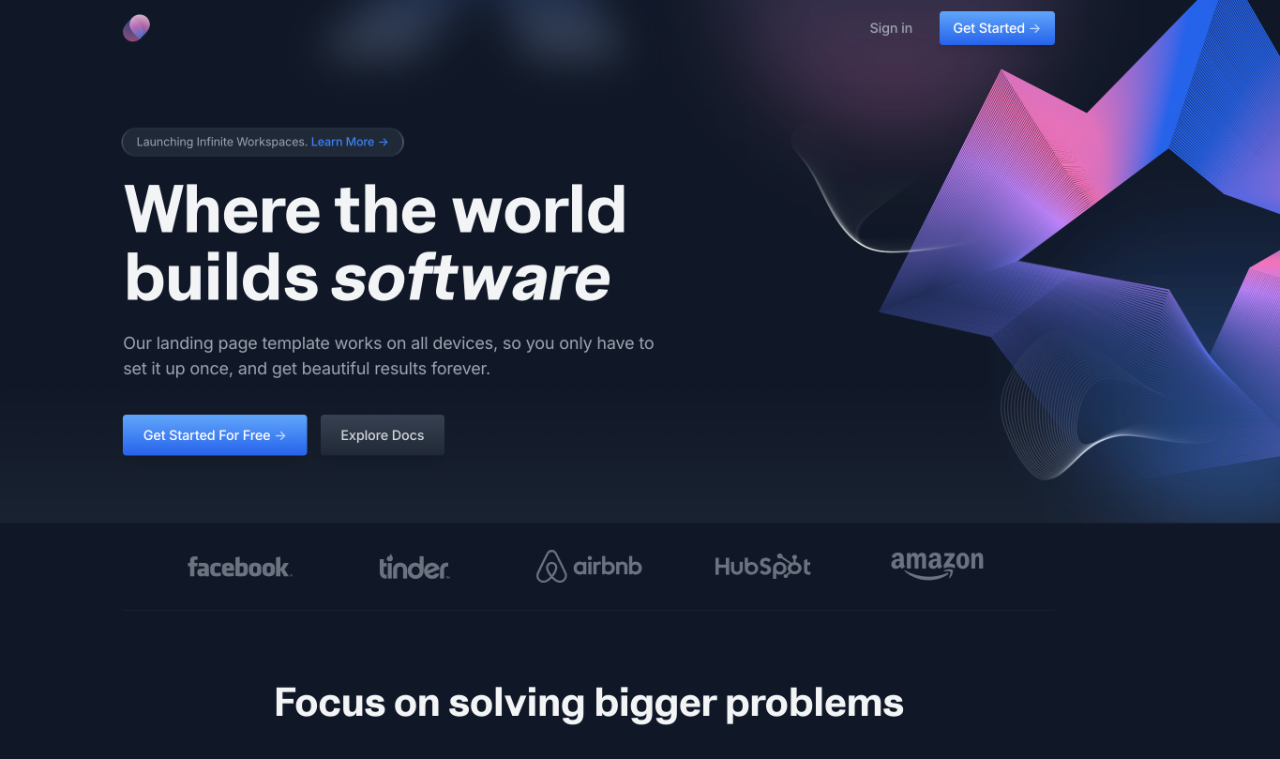 Sign in
Get Started →
Launching Infinite Workspaces. Learn More →
Where the world
builds software
Our landing page template works on all devices, so you only have to
set it up once, and get beautiful results forever.
Get Started For Free →
Explore Docs
facebook.
tinder
airbnb
HubSpot
amazon
Focus on solving bigger problems